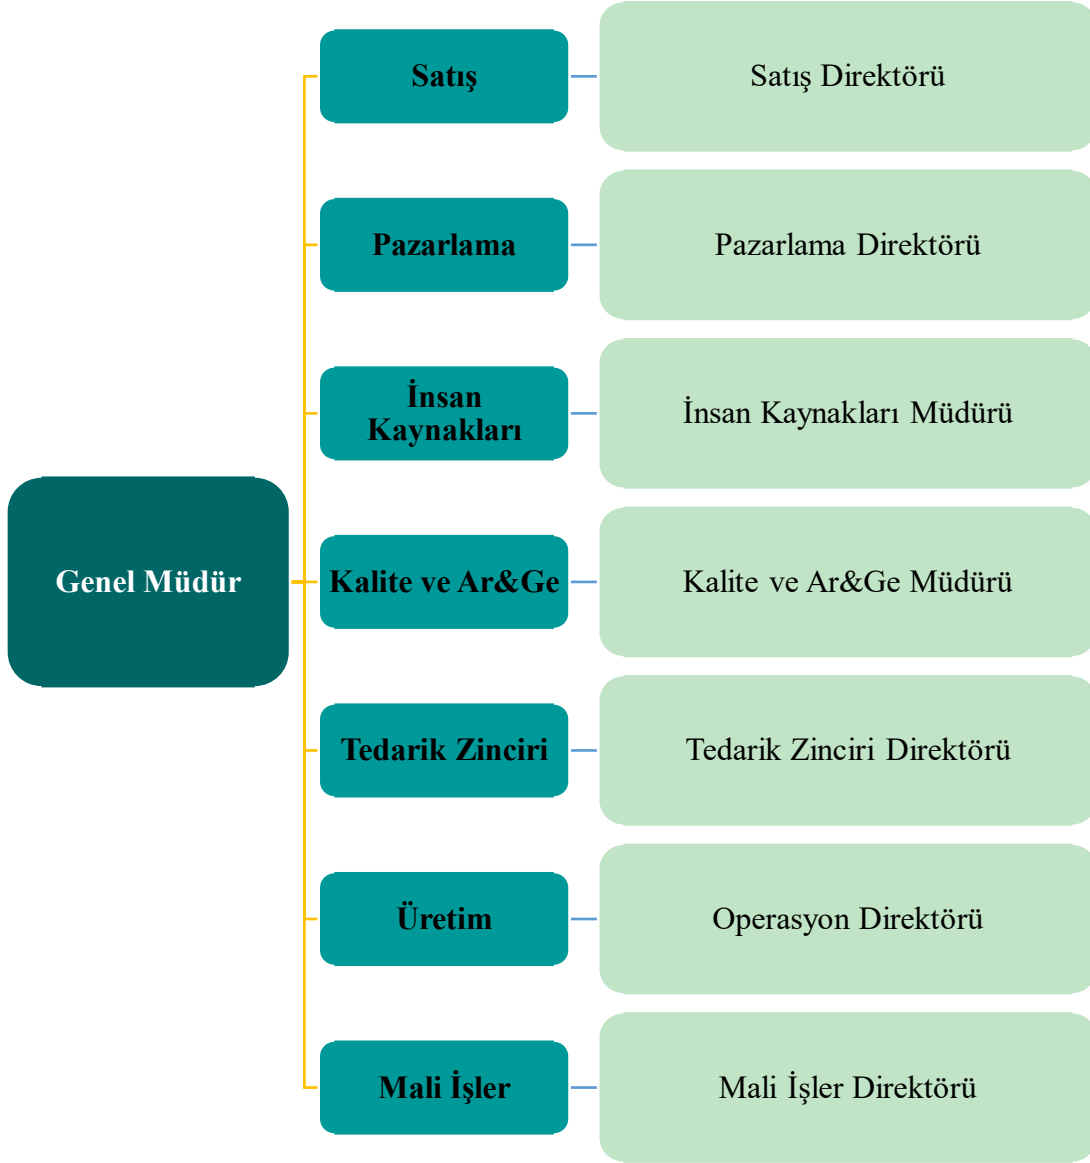 Satış
Satış Direktörü
Pazarlama
Pazarlama Direktörü
İnsan
Kaynakları
İnsan Kaynakları Müdürü
Genel Müdür
Kalite ve Ar&Ge
Kalite ve Ar&Ge Müdürü
Tedarik Zinciri
Tedarik Zinciri Direktörü
Üretim
Operasyon Direktörü
Mali İşler
Mali İşler Direktörü